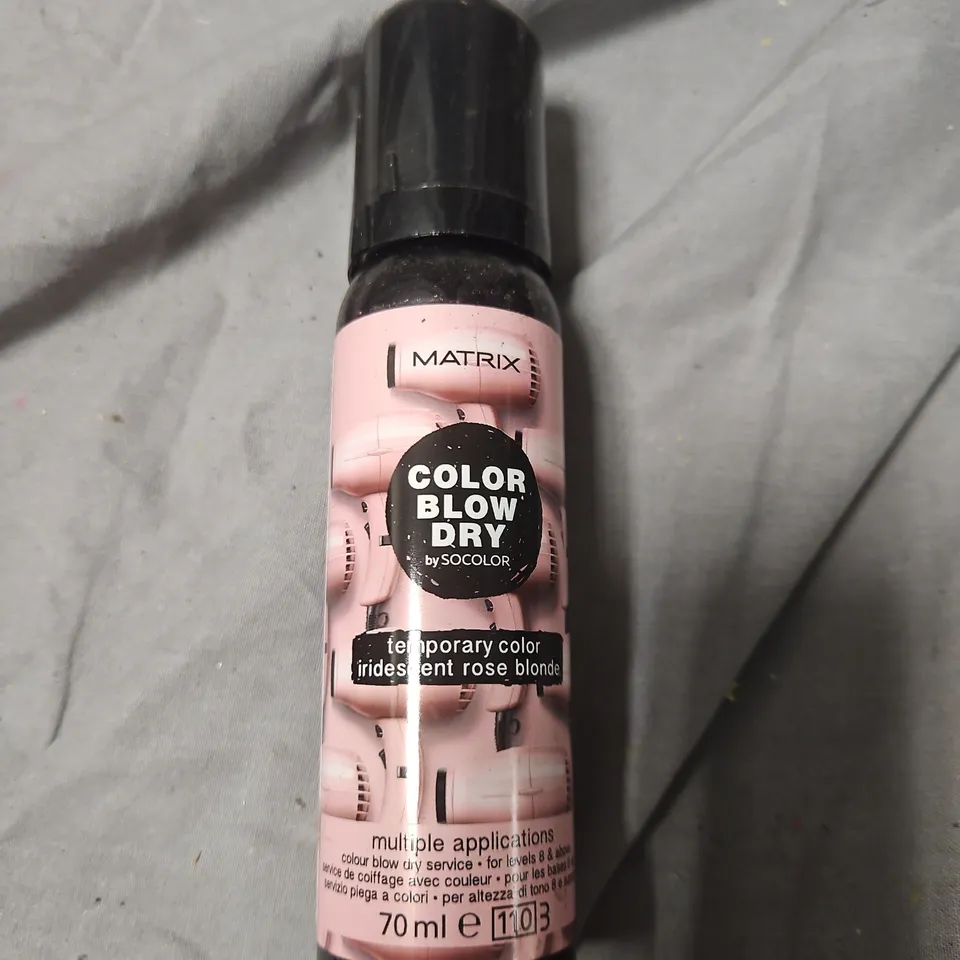 MATRIX
COLOR
BLOW
DRY
by SOCOLOR
temporary color
iridescent rose blonde
multiple applications
colour blow dry service • for levels 8 & above
service de coiffage avec couleur • pour les bases 8
servizio piega a colori • per altezza di tono 8 e
70 ml e 110 3